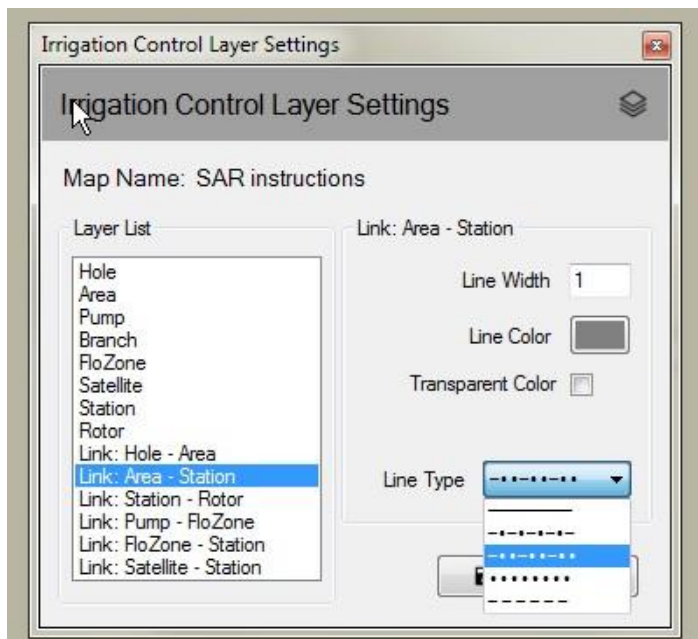 Irrigation Control Layer Settings
Irrigation Control Layer Settings
Map Name: SAR instructions
Layer List
Hole
Area
Pump
Branch
FloZone
Satellite
Station
Rotor
Link: Hole - Area
Link: Area - Station
Link: Station - Rotor
Link: Pump - FloZone
Link: FloZone - Station
Link: Satellite - Station
Link: Area - Station
Line Width 1
Line Color
Transparent Color
Line Type